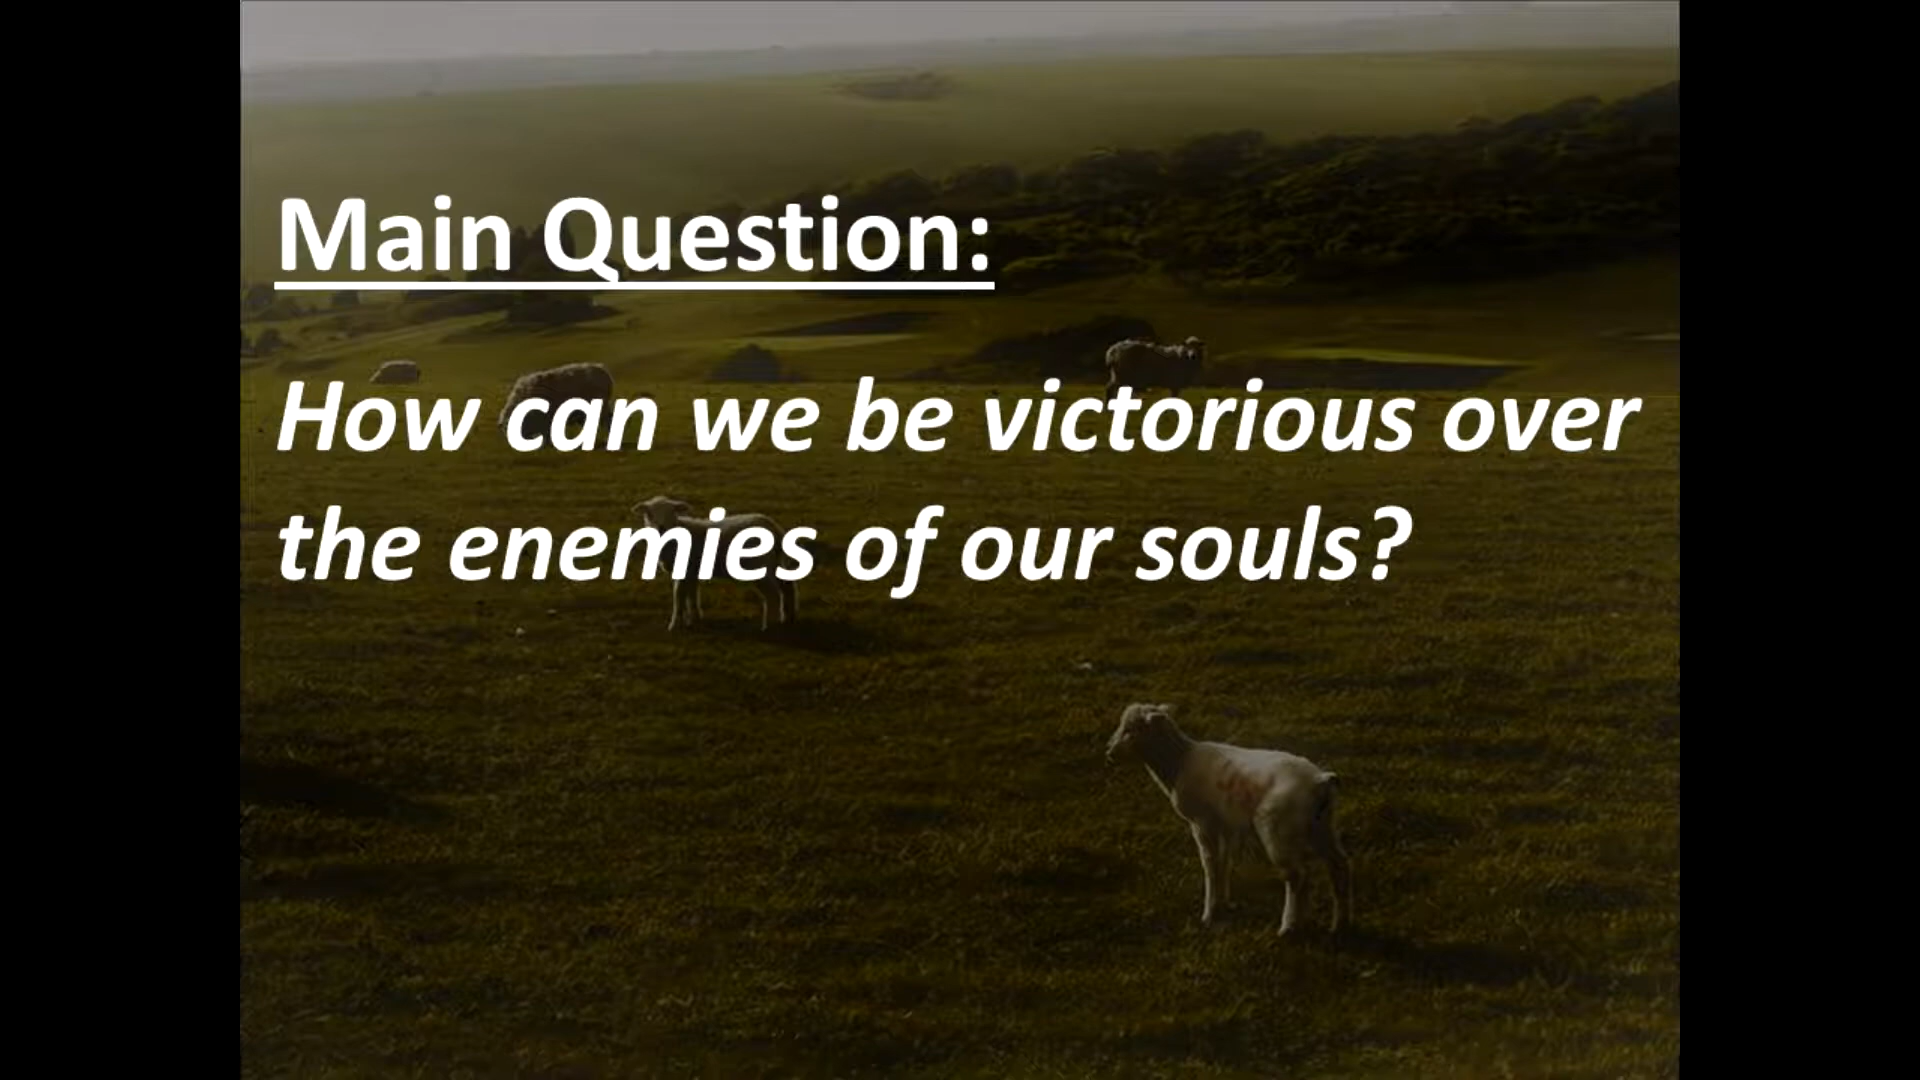 Main Question:
How can we be victorious over
the enemies of our souls?